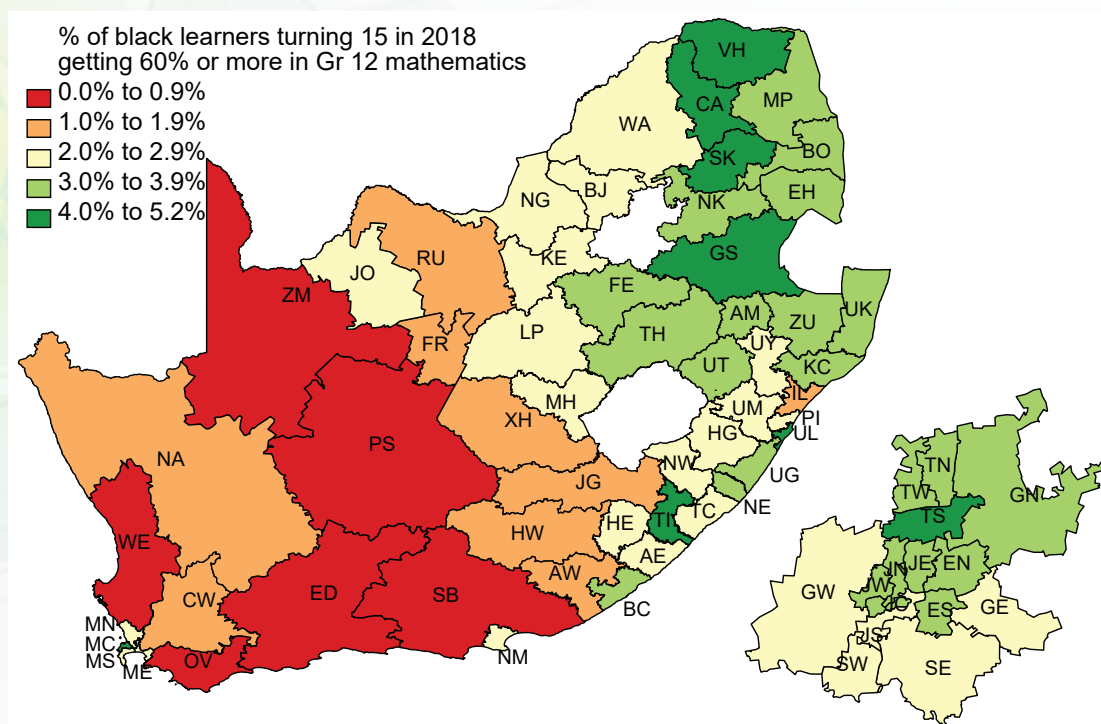 % of black learners turning 15 in 2018
getting 60% or more in Gr 12 mathematics
0.0% to 0.9%
1.0% to 1.9%
2.0% to 2.9%
3.0% to 3.9%
4.0% to 5.2%
VH
CA
MP
WA
SK
BO
BJ
EH
NG
NK
GS
KE
RU
JO
FE
ZM
AM
ZU
UK
LP
TH
FR
UY
UT
KC
IL
MH
UM
PI
XH
UL
HG
PS
NW
UG
NA
JG
NE
TI
TC
HE
HW
WE
AE
AW
CW
ED
SB
BC
MN
MC
MS
ME
OV
NM
TN
TW
GN
TS
JN
JE
EN
JW
GW
JC
ES
GE
JS
SW
SE